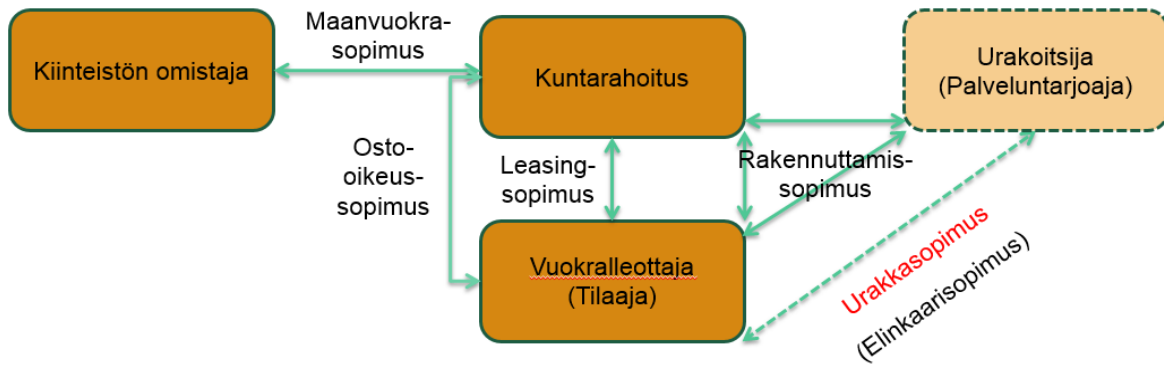 Kiinteistön omistaja
Maanvuokra-
sopimus
Kuntarahoitus
Urakoitsija
(Palveluntarjoaja)
Osto-
oikeus-
sopimus
Leasing-
sopimus
Rakennuttamis-
sopimus
Vuokralleottaja
(Tilaaja)
Urakkasopimus
(Elinkaarisopimus)